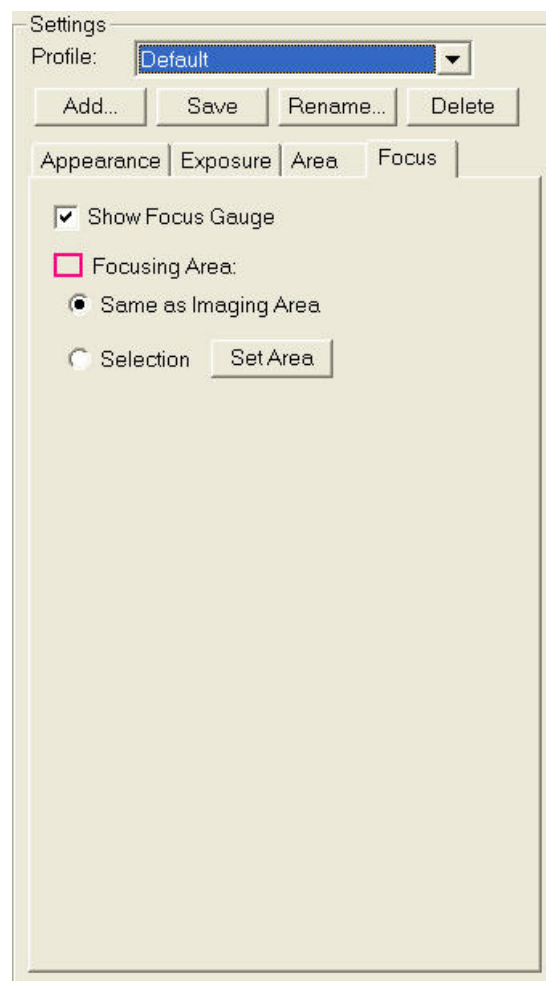 Settings
Profile: Default
Add... Save Rename... Delete
Appearance Exposure Area Focus
Show Focus Gauge
Focusing Area:
Same as Imaging Area
Selection Set Area